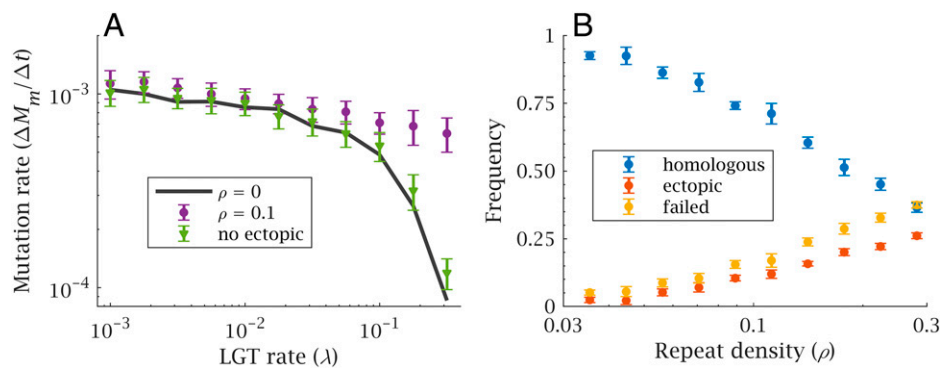 A
Mutation rate (ΔM_m/Δt)
10⁻³
10⁻⁴
ρ = 0
ρ = 0.1
no ectopic
10⁻³
10⁻²
10⁻¹
LGT rate (λ)
B
Frequency
1
0.75
0.50
0.25
0
homologous
ectopic
failed
0.03
0.1
0.3
Repeat density (ρ)